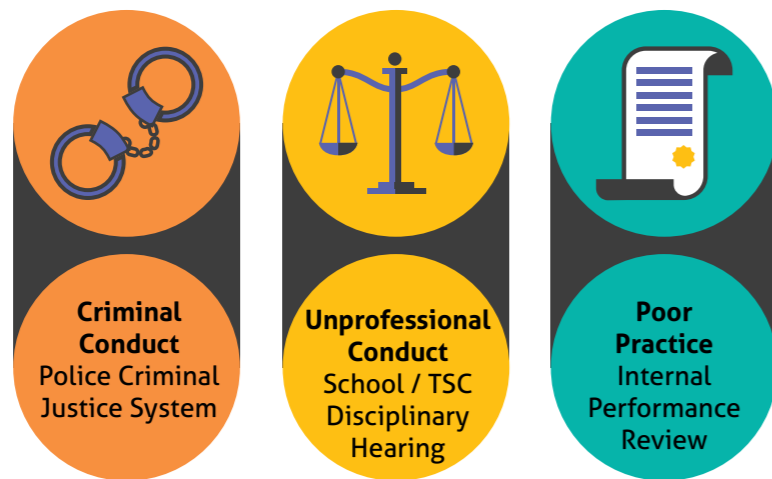 Criminal
Conduct
Police Criminal
Justice System
Unprofessional
Conduct
School / TSC
Disciplinary
Hearing
Poor
Practice
Internal
Performance
Review